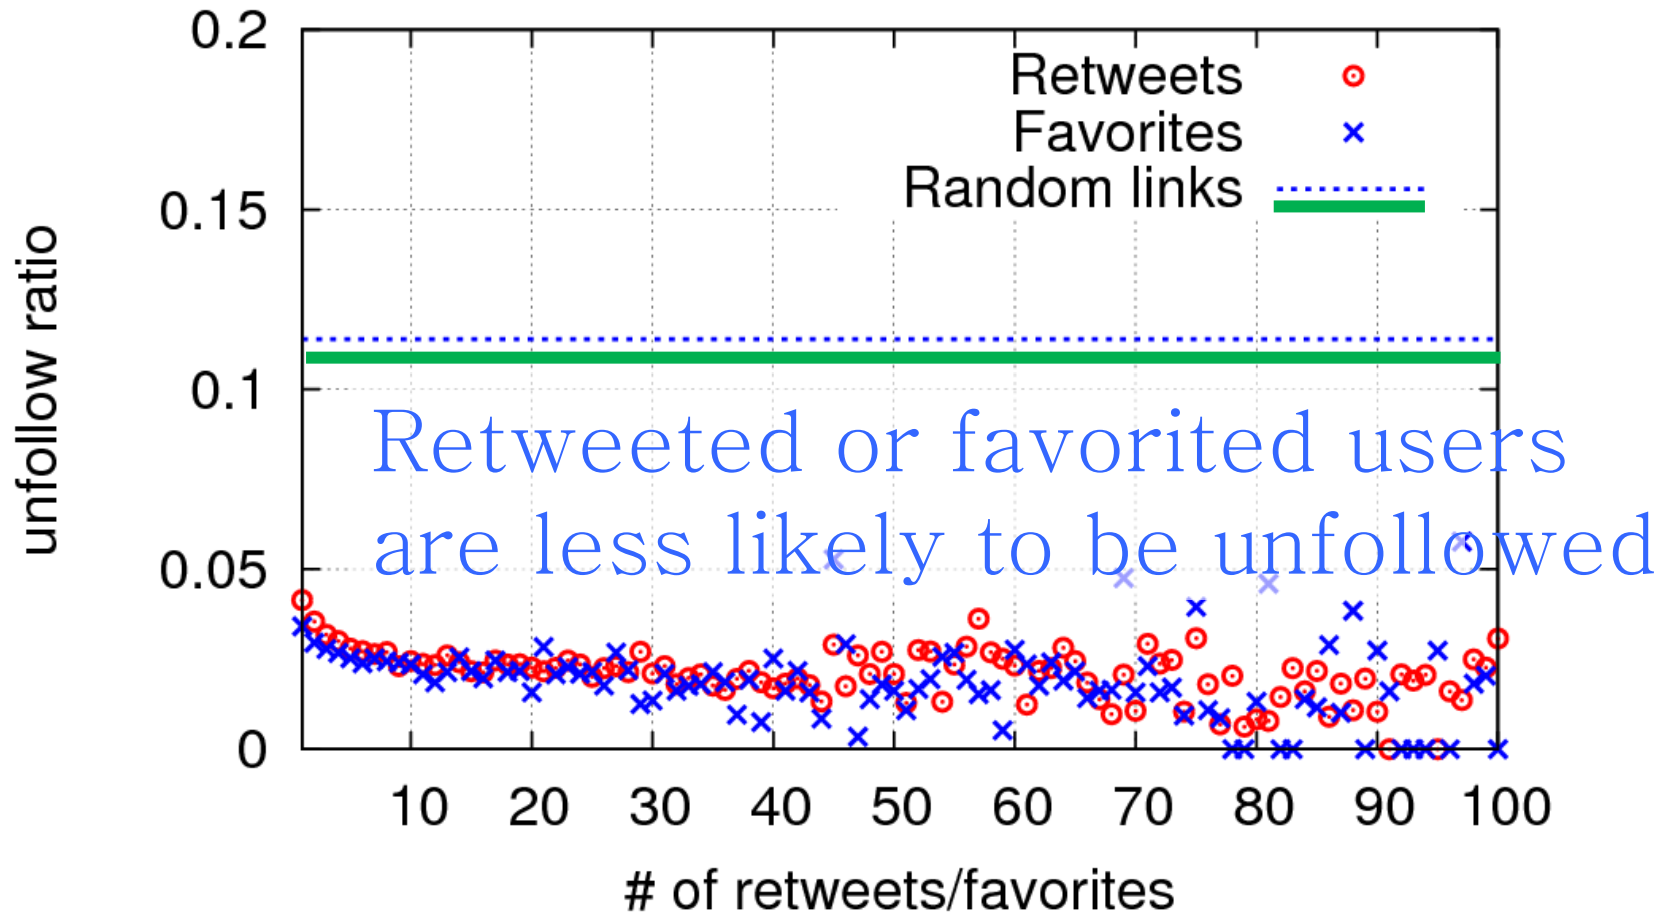 0.2
0.15
0.1
0.05
0
unfollow ratio
Retweets
Favorites
Random links
Retweeted or favorited users
are less likely to be unfollowed
10 20 30 40 50 60 70 80 90 100
# of retweets/favorites